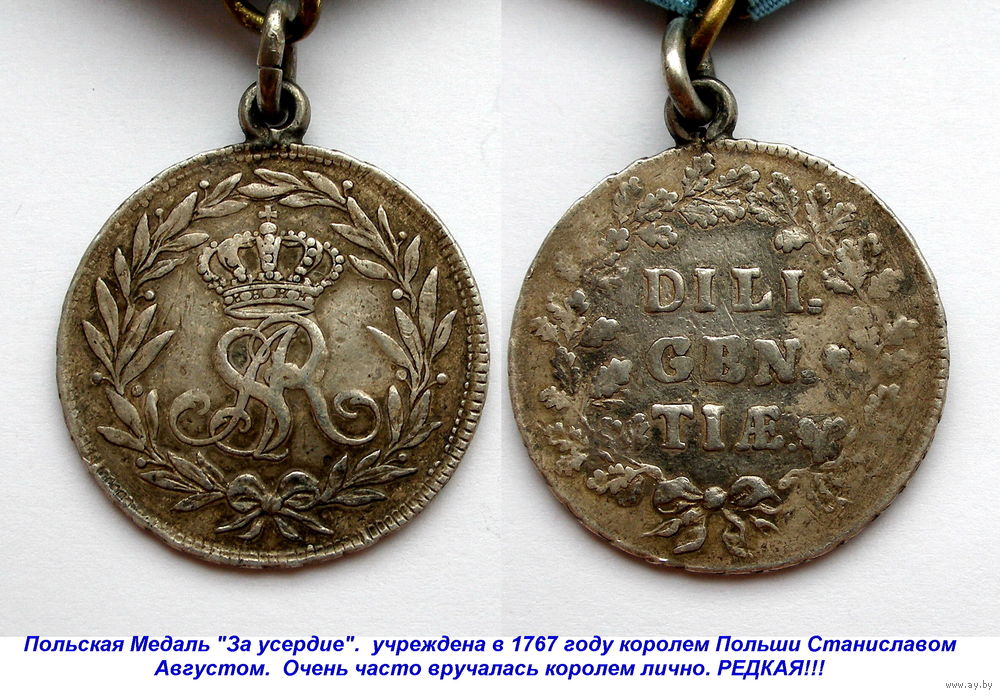 SAR
DILI.
GEN.
TIÆ.
Польская Медаль "За усердие".  учреждена в 1767 году королем Польши Станиславом
Августом.  Очень часто вручалась королем лично. РЕДКАЯ!!!
www.ay.by